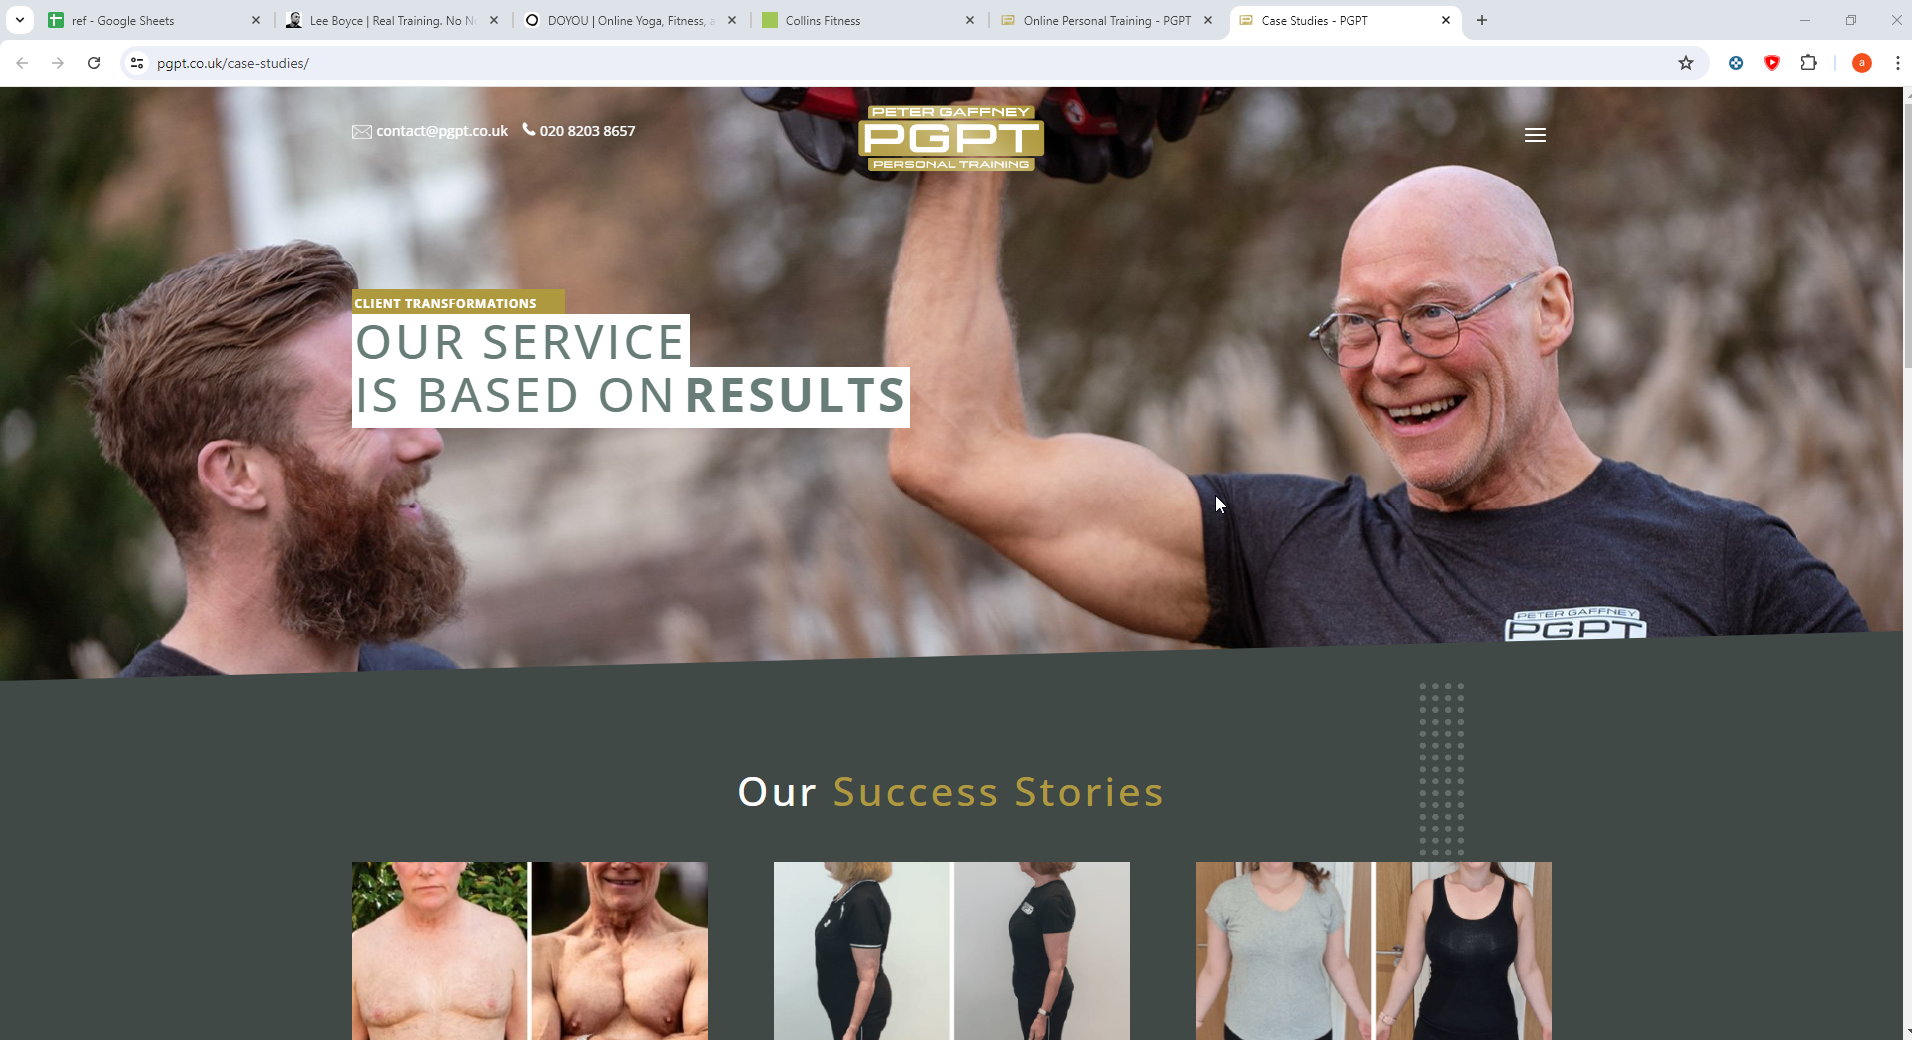 ref - Google Sheets
Lee Boyce | Real Training. No N
DOYOU | Online Yoga, Fitness, a
Collins Fitness
Online Personal Training - PGPT
Case Studies - PGPT
pgpt.co.uk/case-studies/
a
contact@pgpt.co.uk
020 8203 8657
PETER GAFFNEY
PGPT
PERSONAL TRAINING
CLIENT TRANSFORMATIONS
OUR SERVICE
IS BASED ON RESULTS
PETER GAFFNEY
PGPT
Our Success Stories